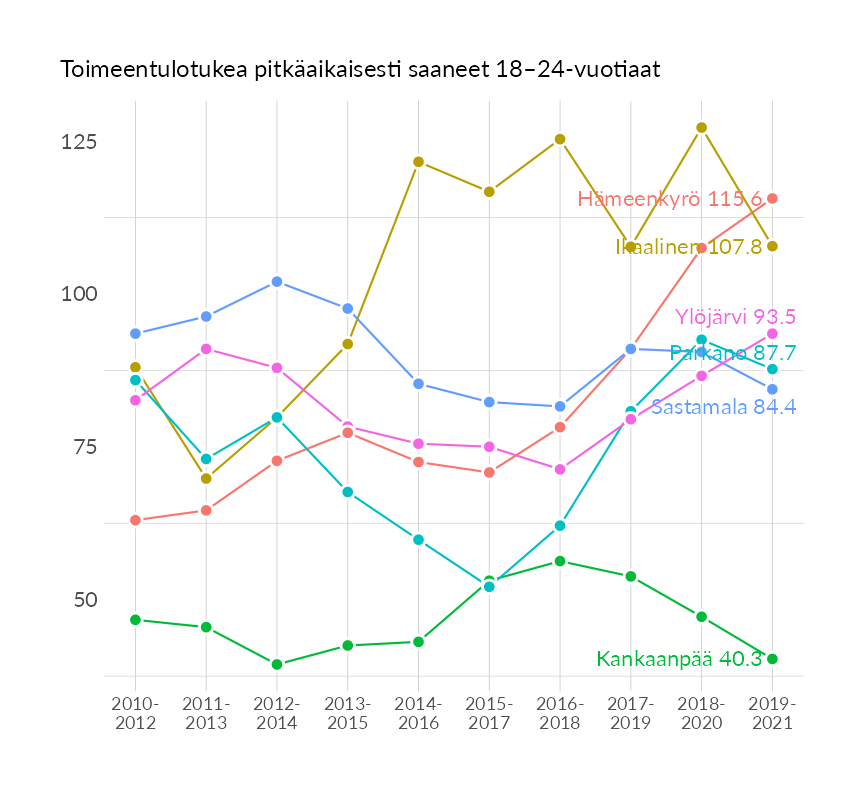 Toimeentulotukea pitkäaikaisesti saaneet 18–24-vuotiaat
125
100
75
50
Hämeenkyrö 115.6
Ikaalinen 107.8
Ylöjärvi 93.5
Parkano 87.7
Sastamala 84.4
Kankaanpää 40.3
2010- 2011- 2012- 2013- 2014- 2015- 2016- 2017- 2018- 2019-
2012 2013 2014 2015 2016 2017 2018 2019 2020 2021